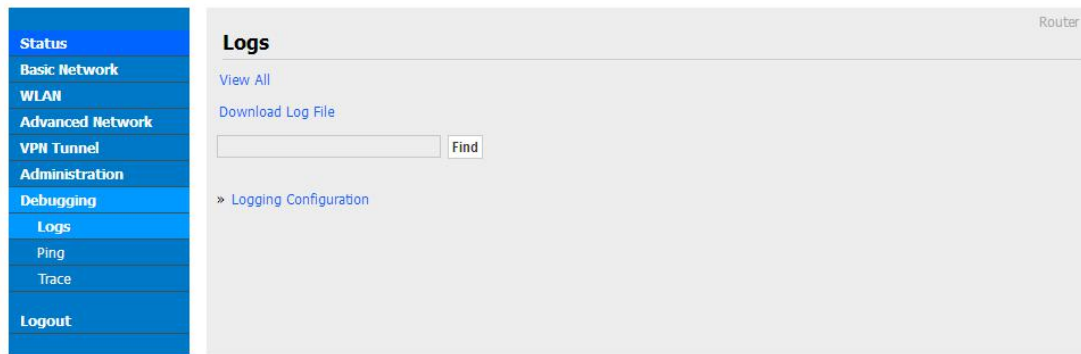 Router
Status
Basic Network
WLAN
Advanced Network
VPN Tunnel
Administration
Debugging
Logs
Ping
Trace
Logout
Logs
View All
Download Log File
Find
» Logging Configuration